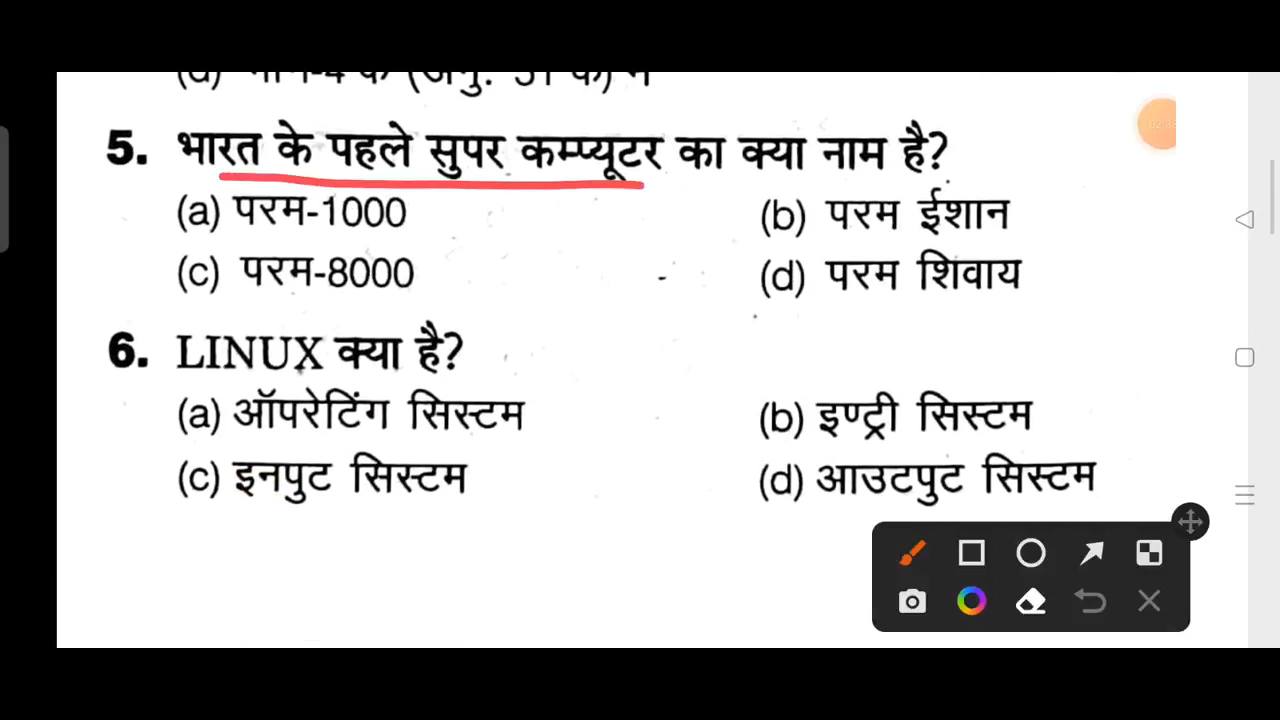 5. भारत के पहले सुपर कम्प्यूटर का क्या नाम है?
(a) परम-1000 (b) परम ईशान
(c) परम-8000 (d) परम शिवाय
6. LINUX क्या है?
(a) ऑपरेटिंग सिस्टम (b) इण्ट्री सिस्टम
(c) इनपुट सिस्टम (d) आउटपुट सिस्टम